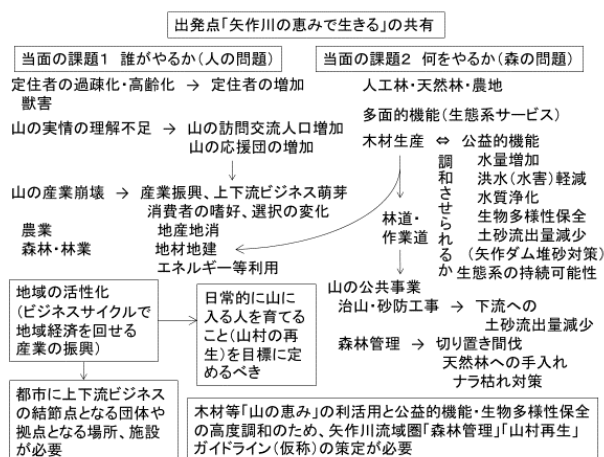 出発点「矢作川の恵みで生きる」の共有
当面の課題1 誰がやるか(人の問題)
定住者の過疎化・高齢化 → 定住者の増加
獣害
山の実情の理解不足 → 山の訪問交流人口増加
山の応援団の増加
山の産業崩壊 → 産業振興、上下流ビジネス萌芽
消費者の嗜好、選択の変化
農業 地産地消
森林・林業 地材地建
エネルギー等利用
当面の課題2 何をやるか(森の問題)
人工林・天然林・農地
多面的機能(生態系サービス)
木材生産 ⇔ 公益的機能
調和させられるか
水量増加
洪水(水害)軽減
水質浄化
生物多様性保全
土砂流出量減少
(矢作ダム堆砂対策)
生態系の持続可能性
林道・
作業道
山の公共事業
治山・砂防工事 → 下流への
土砂流出量減少
森林管理 → 切り置き間伐
天然林への手入れ
ナラ枯れ対策
地域の活性化
(ビジネスサイクルで
地域経済を回せる
産業の振興)
日常的に山に
入る人を育てる
こと(山村の再
生)を目標に定
めるべき
都市に上下流ビジネス
の結節点となる団体や
拠点となる場所、施設
が必要
木材等「山の恵み」の利活用と公益的機能・生物多様性保全
の高度調和のため、矢作川流域圏「森林管理」「山村再生」
ガイドライン(仮称)の策定が必要